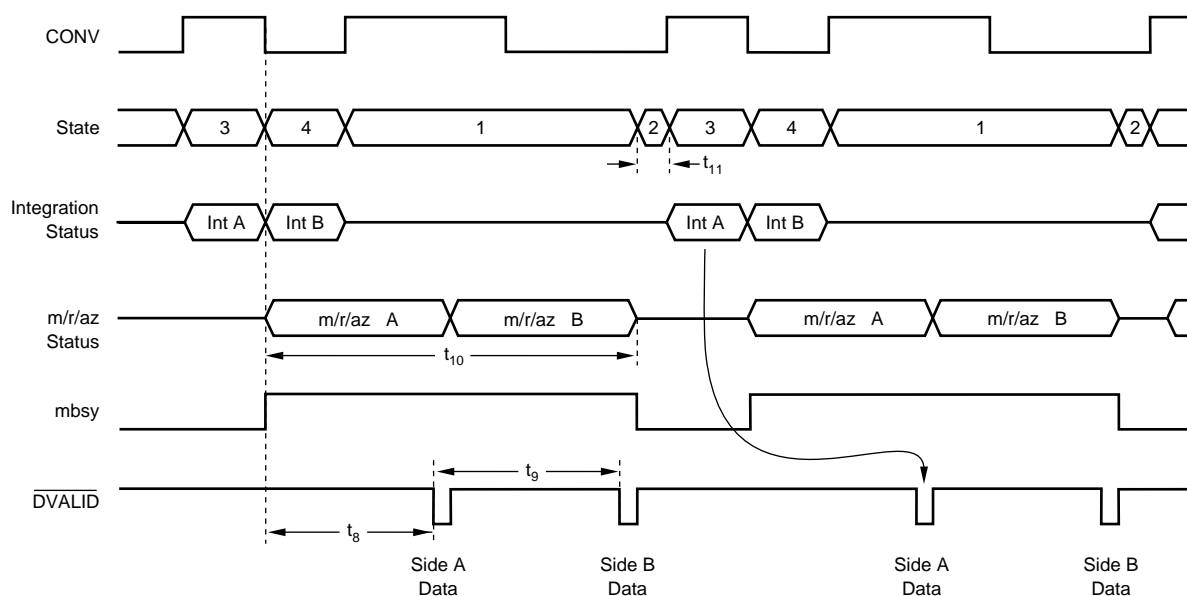 CONV
State
3
4
1
2
3
4
1
2
t11
Integration
Status
Int A
Int B
Int A
Int B
m/r/az
Status
m/r/az A
m/r/az B
m/r/az A
m/r/az B
t10
mbsy
t9
DVALID
t8
Side A
Data
Side B
Data
Side A
Data
Side B
Data